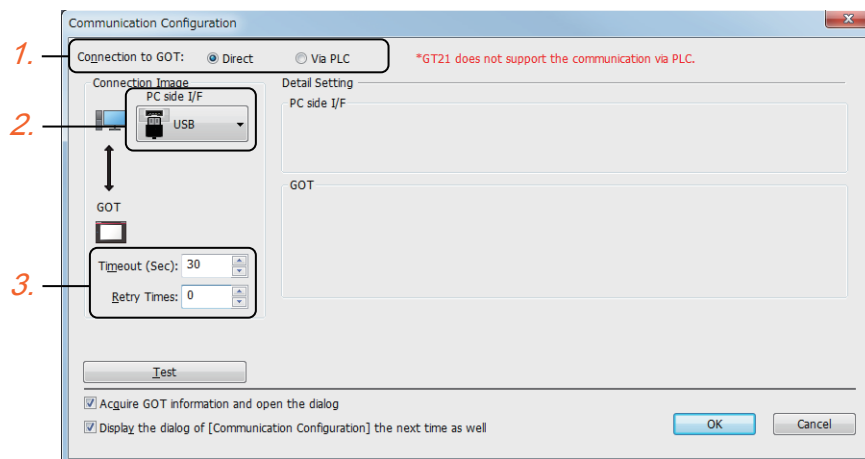 Communication Configuration
1.
Connection to GOT: Direct Via PLC *GT21 does not support the communication via PLC.
Connection Image
Detail Setting
PC side I/F
PC side I/F
2.
USB
GOT
GOT
3.
Timeout (Sec): 30
Retry Times: 0
Test
Acquire GOT information and open the dialog
Display the dialog of [Communication Configuration] the next time as well
OK
Cancel